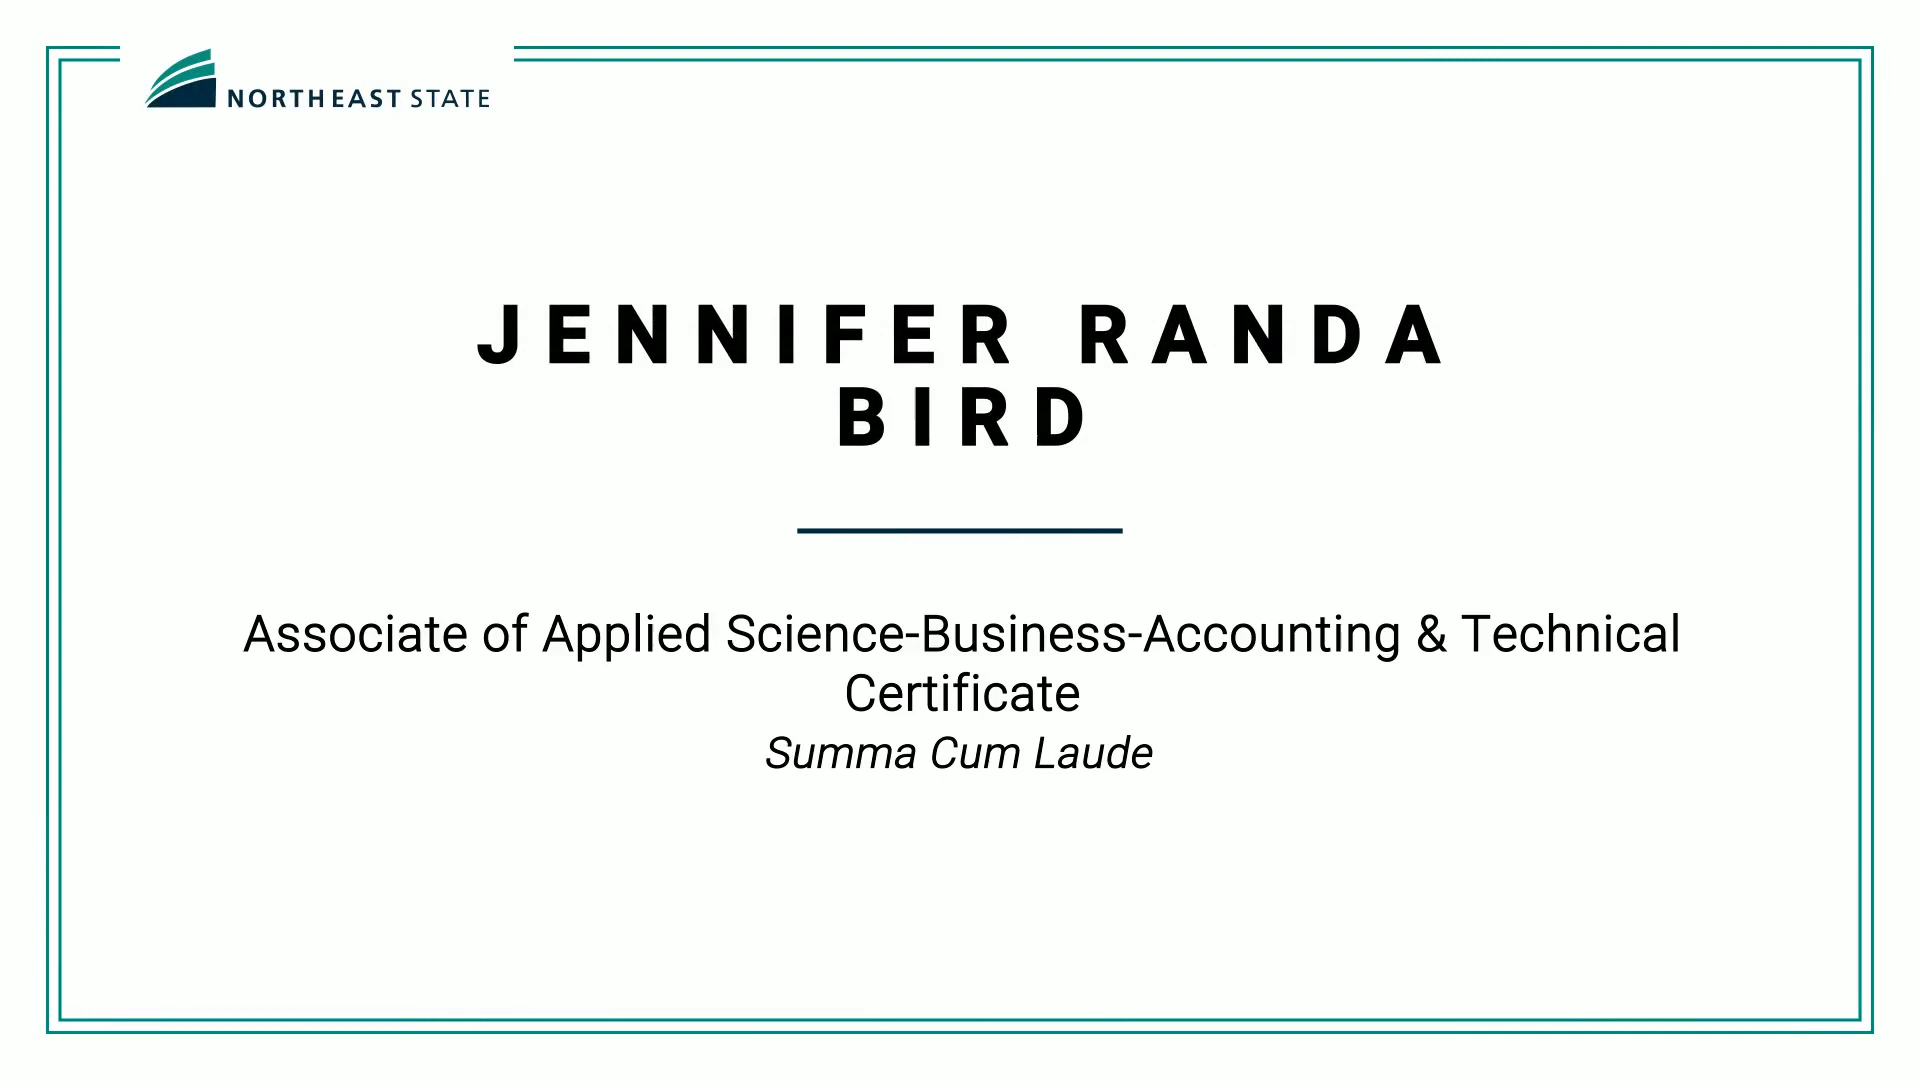 NORTHEAST STATE
JENNIFER RANDA
BIRD
Associate of Applied Science-Business-Accounting & Technical
Certificate
Summa Cum Laude